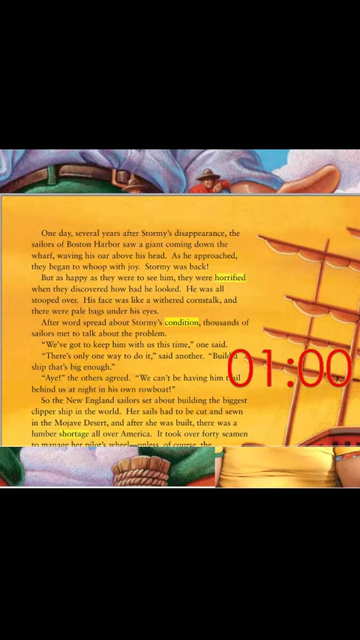 One day, several years after Stormy's disappearance, the
sailors of Boston Harbor saw a giant coming down the
wharf, waving his oar above his head. As he approached,
they began to whoop with joy. Stormy was back!
But as happy as they were to see him, they were horrified
when they discovered how bad he looked. He was all
stooped over. His face was like a withered cornstalk, and
there were pale bags under his eyes.
After word spread about Stormy's condition, thousands of
sailors met to talk about the problem.
"We've got to keep him with us this time," one said.
"There's only one way to do it," said another. "Build a
ship that's big enough."
"Aye!" the others agreed. "We can't be having him trail
behind us at night in his own rowboat!"
01:00
So the New England sailors set about building the biggest
clipper ship in the world. Her sails had to be cut and sewn
in the Mojave Desert, and after she was built, there was a
lumber shortage all over America. It took over forty seamen
to manage her pilot's wheel—unless, of course, the